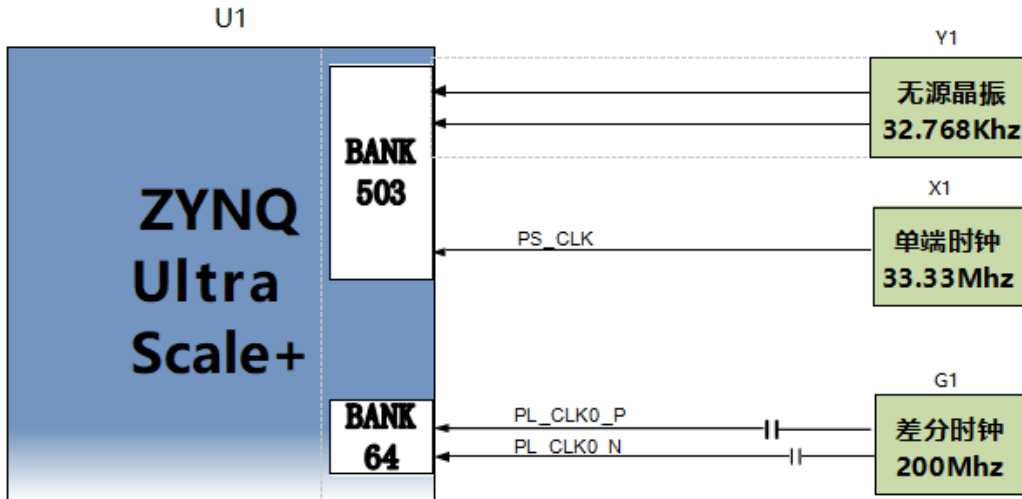 U1
Y1
无源晶振
32.768Khz
BANK
503
X1
ZYNQ
Ultra
Scale+
PS_CLK
单端时钟
33.33Mhz
G1
BANK
64
PL_CLK0_P
PL_CLK0_N
差分时钟
200Mhz